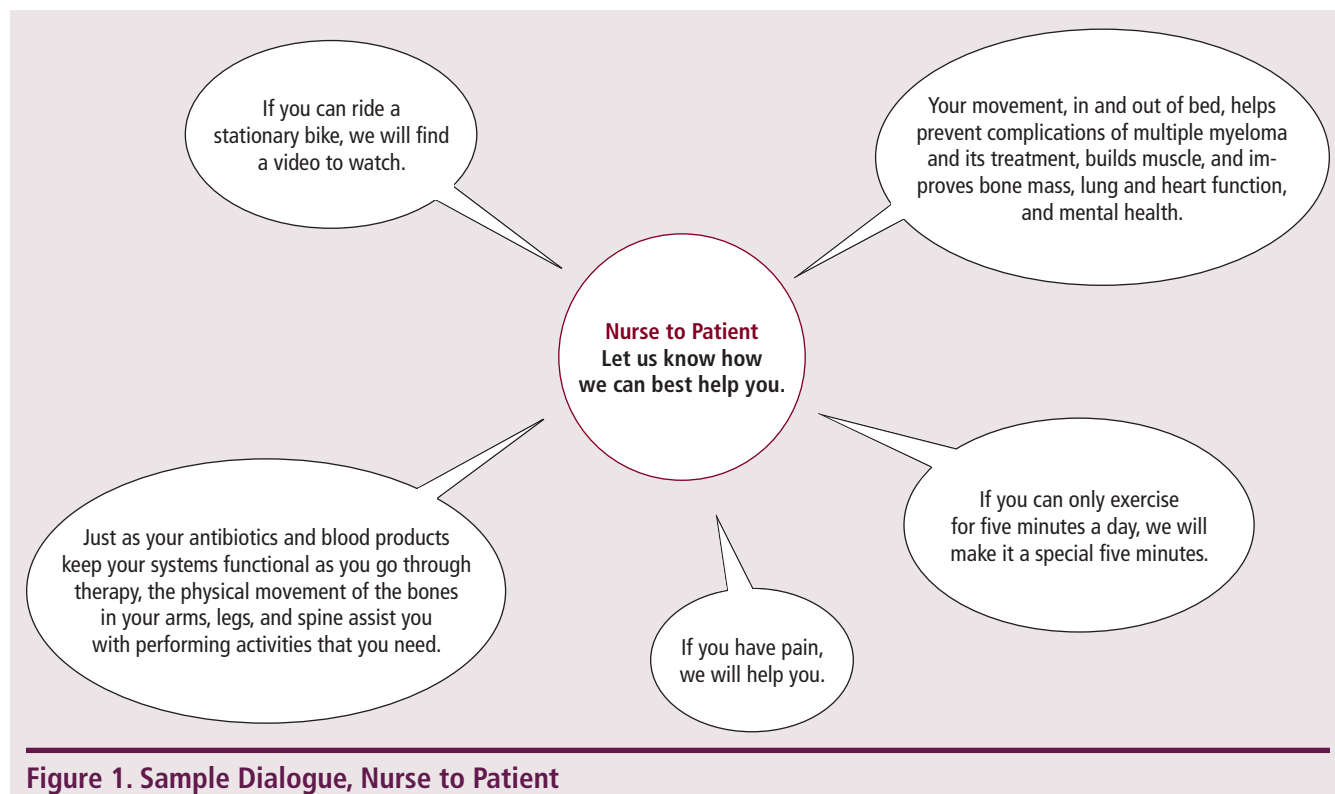 If you can ride a
stationary bike, we will find
a video to watch.
Your movement, in and out of bed, helps
prevent complications of multiple myeloma
and its treatment, builds muscle, and im-
proves bone mass, lung and heart function,
and mental health.
Nurse to Patient
Let us know how
we can best help you.
Just as your antibiotics and blood products
keep your systems functional as you go through
therapy, the physical movement of the bones
in your arms, legs, and spine assist you
with performing activities that you need.
If you can only exercise
for five minutes a day, we will
make it a special five minutes.
If you have pain,
we will help you.
Figure 1. Sample Dialogue, Nurse to Patient